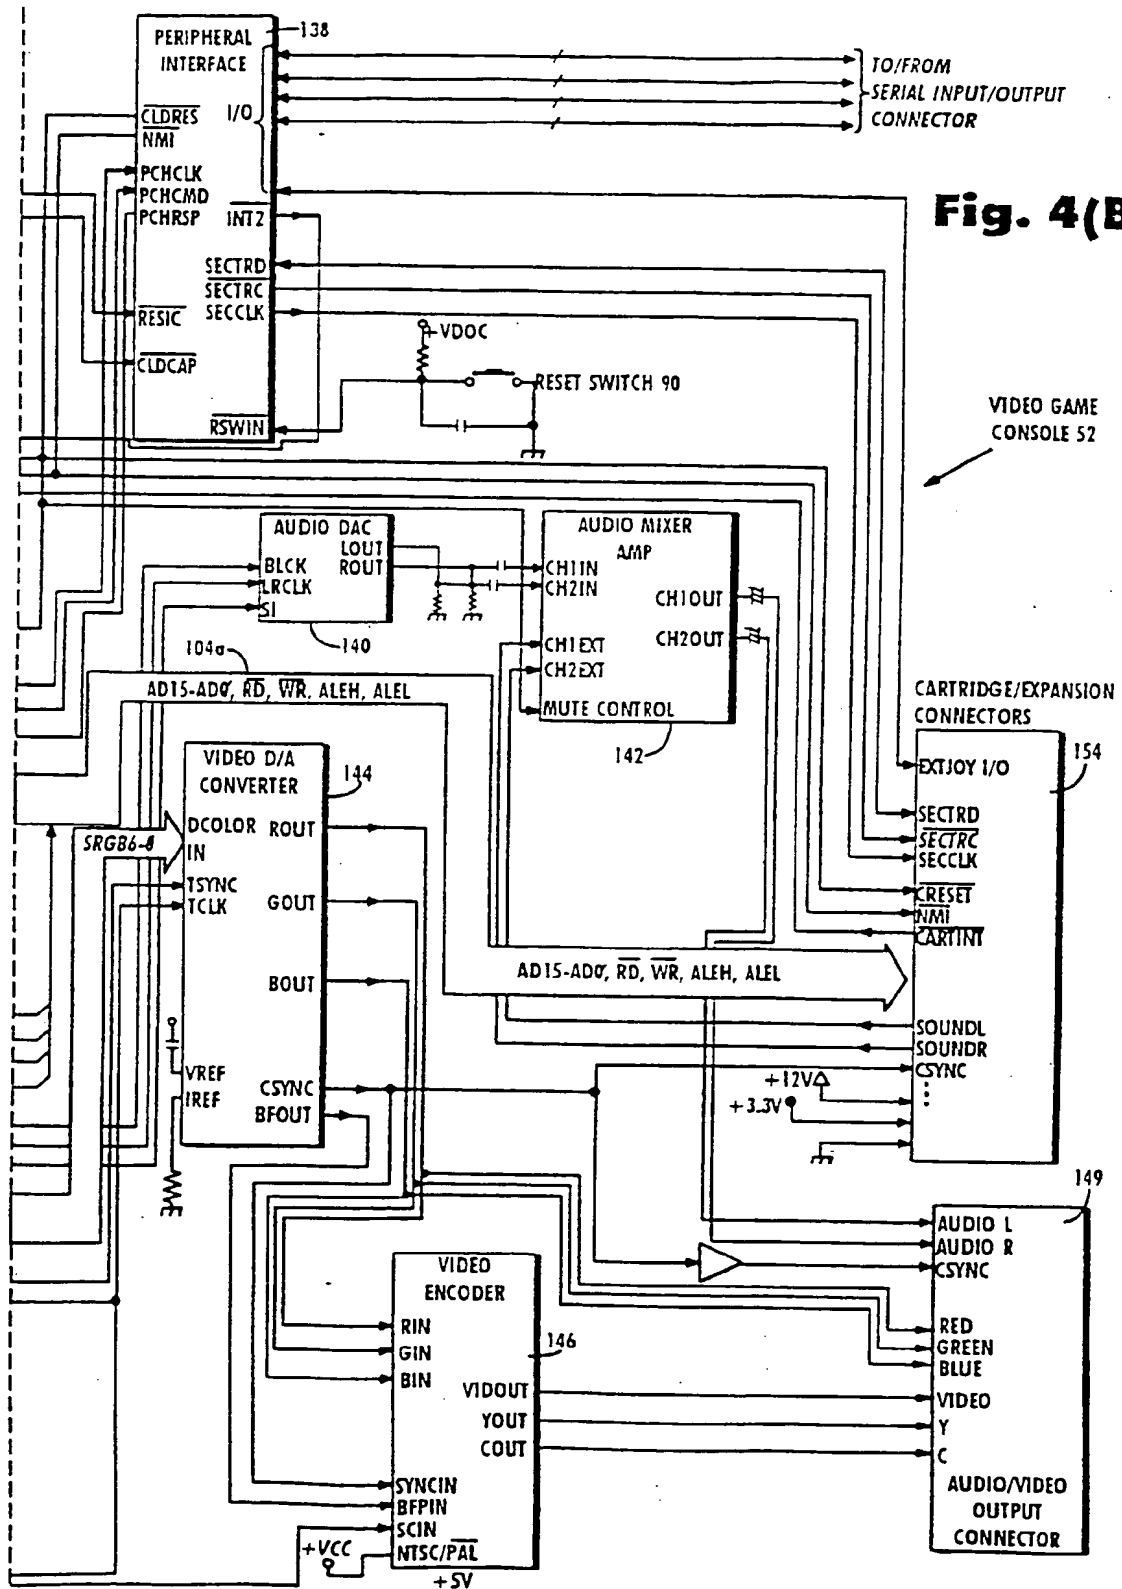 138
PERIPHERAL
INTERFACE
I/O
CLDRES
NMI
PCHCLK
PCHCMD
PCHRSP
INT2
SECTRD
SECTRC
SECCLK
RESIC
CLDCAP
RSWIN
TO/FROM
SERIAL INPUT/OUTPUT
CONNECTOR
Fig. 4(B
+VDOC
RESET SWITCH 90
VIDEO GAME
CONSOLE 52
AUDIO DAC
LOUT
ROUT
BLCK
LRCLK
SI
140
AUDIO MIXER
AMP
CH1IN
CH2IN
CH1OUT
CH2OUT
CH1EXT
CH2EXT
MUTE CONTROL
142
104a
AD15-AD0, RD, WR, ALEH, ALEL
CARTRIDGE/EXPANSION
CONNECTORS
154
EXTJOY I/O
SECTRD
SECTRC
SECCLK
CRESET
NMI
CARTINT
SOUNDL
SOUNDR
CSYNC
+12V
+3.3V
VIDEO D/A
CONVERTER
144
SRGB6-8
DCOLOR
IN
ROUT
TSYNC
TCLK
GOUT
BOUT
VREF
IREF
CSYNC
BFOUT
AD15-AD0, RD, WR, ALEH, ALEL
149
AUDIO L
AUDIO R
CSYNC
RED
GREEN
BLUE
VIDEO
Y
C
AUDIO/VIDEO
OUTPUT
CONNECTOR
VIDEO
ENCODER
146
RIN
GIN
BIN
VIDOUT
YOUT
COUT
SYNCIN
BFPIN
SCIN
NTSC/PAL
+VCC
+5V